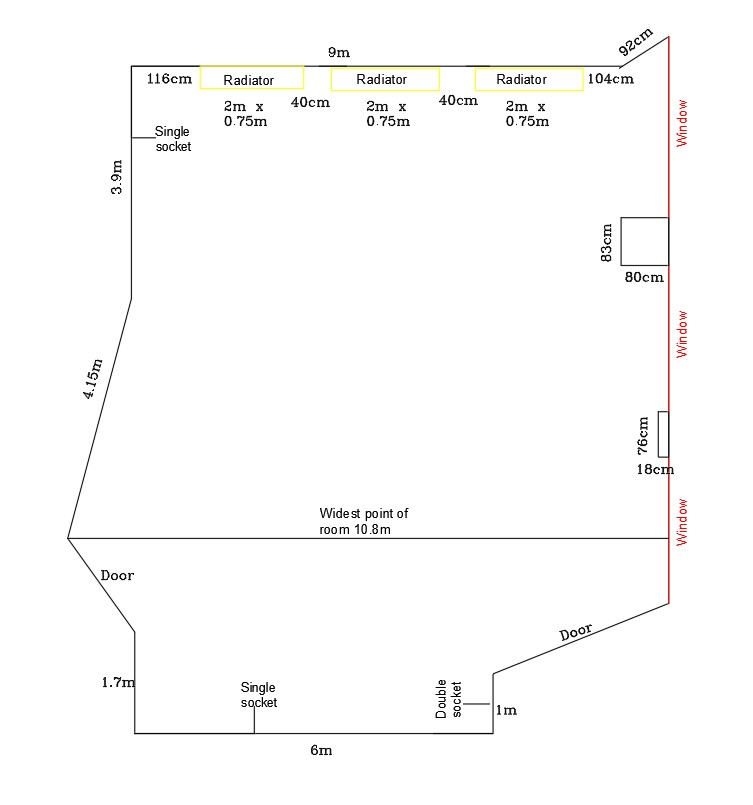 9m
92cm
116cm
Radiator
Radiator
Radiator
104cm
2m x
0.75m
40cm
2m x
0.75m
40cm
2m x
0.75m
Window
Single
socket
3.9m
83cm
80cm
Window
4.15m
76cm
18cm
Widest point of
room 10.8m
Window
Door
Door
1.7m
Single
socket
Double
socket
1m
6m